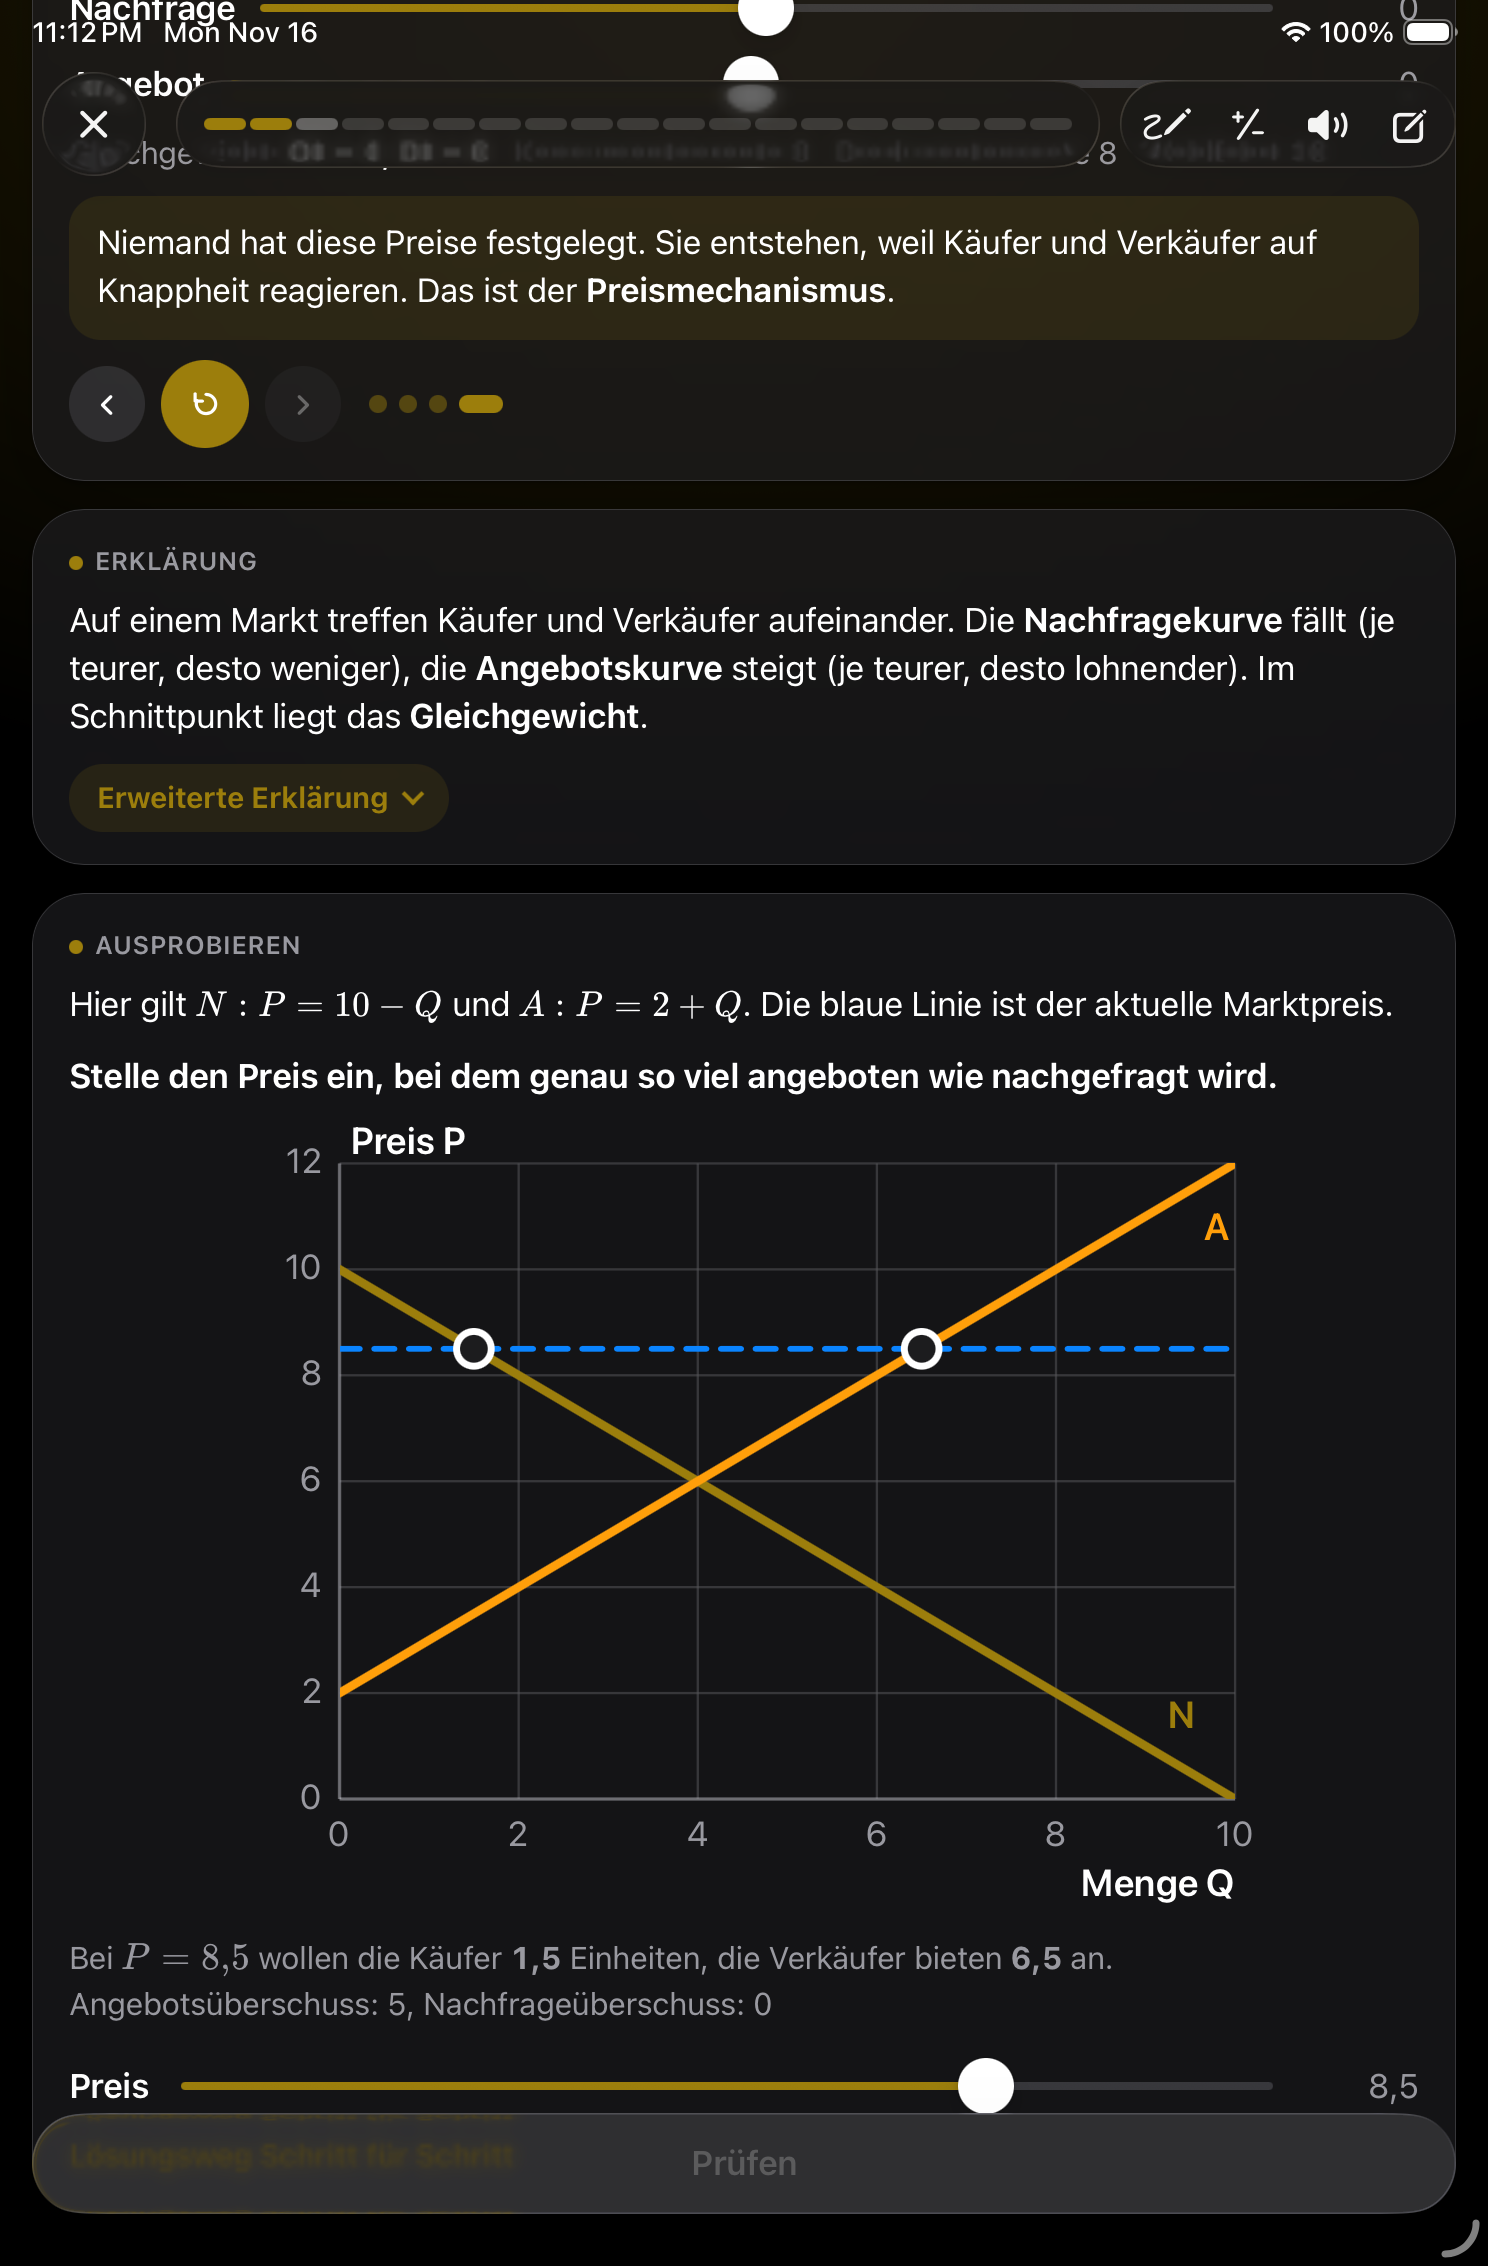 Nachfrage 0
11:12 PM Mon Nov 16 100%
8
Niemand hat diese Preise festgelegt. Sie entstehen, weil Käufer und Verkäufer auf
Knappheit reagieren. Das ist der Preismechanismus.
ERKLÄRUNG
Auf einem Markt treffen Käufer und Verkäufer aufeinander. Die Nachfragekurve fällt (je
teurer, desto weniger), die Angebotskurve steigt (je teurer, desto lohnender). Im
Schnittpunkt liegt das Gleichgewicht.
Erweiterte Erklärung
AUSPROBIEREN
Hier gilt N : P = 10 − Q und A : P = 2 + Q. Die blaue Linie ist der aktuelle Marktpreis.
Stelle den Preis ein, bei dem genau so viel angeboten wie nachgefragt wird.
Preis P
12
A
10
8
6
4
2
N
0
0 2 4 6 8 10
Menge Q
Bei P = 8,5 wollen die Käufer 1,5 Einheiten, die Verkäufer bieten 6,5 an.
Angebotsüberschuss: 5, Nachfrageüberschuss: 0
Preis 8,5
Lösungsweg Schritt für Schritt
Prüfen